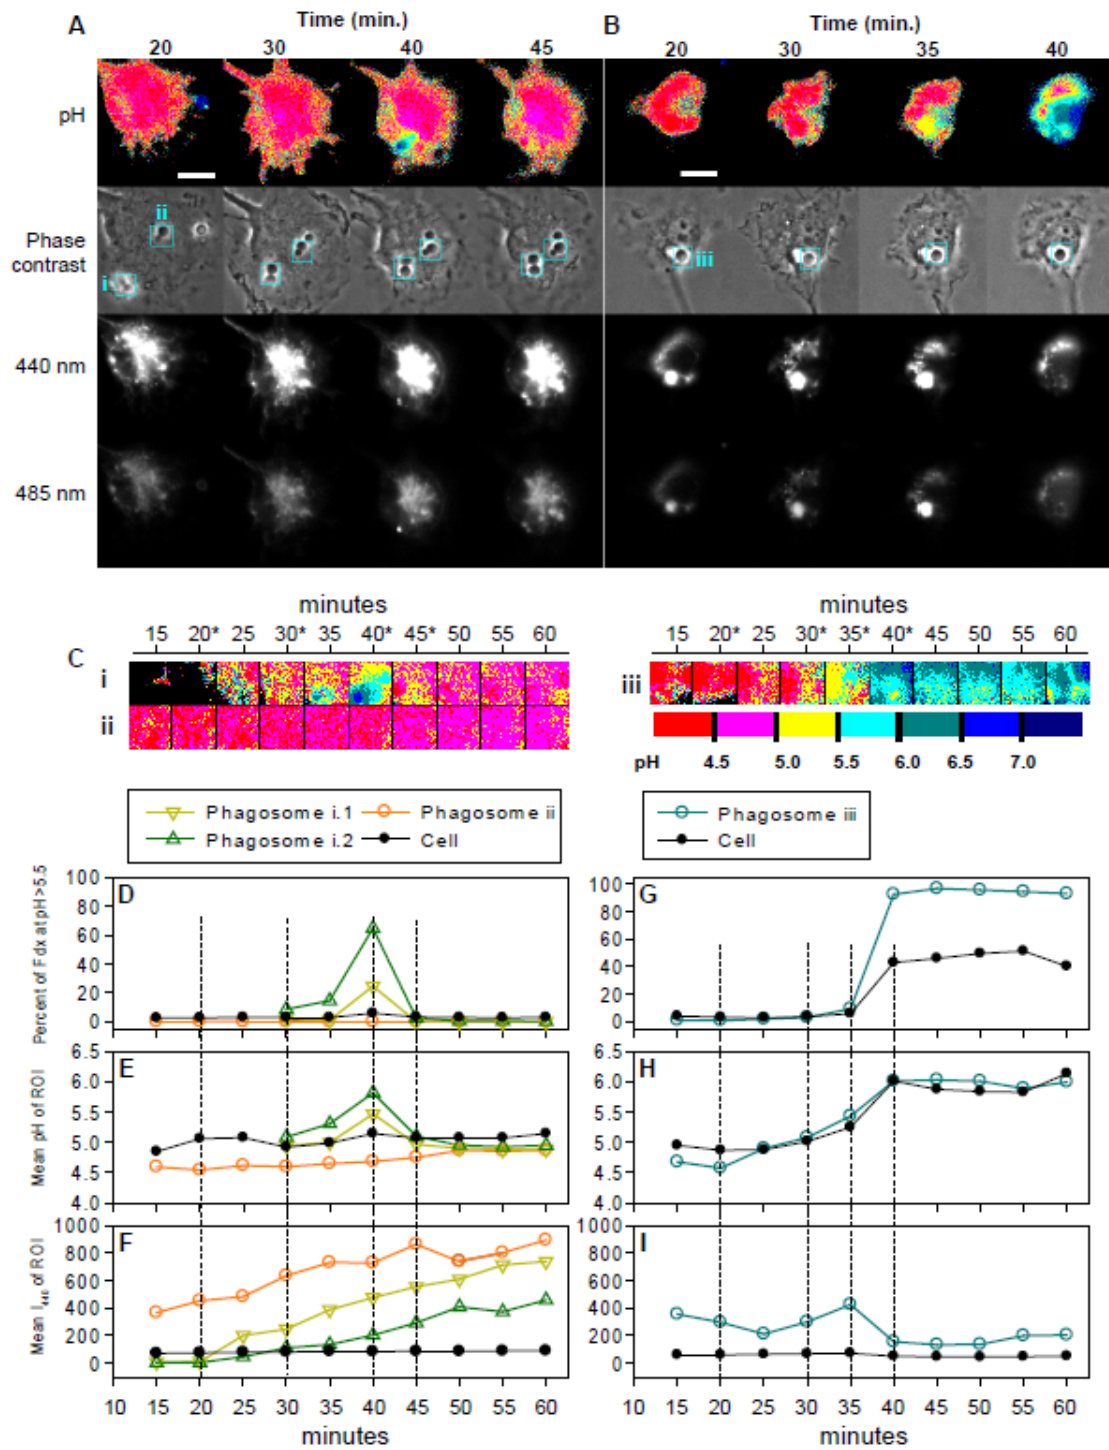 A Time (min.) B Time (min.)
20 30 40 45 20 30 35 40
pH
ii
Phase
contrast
i iii
440 nm
485 nm
minutes minutes
15 20* 25 30* 35 40* 45* 50 55 60 15 20* 25 30* 35* 40* 45 50 55 60
C
i iii
ii
pH 4.5 5.0 5.5 6.0 6.5 7.0
Phagosome i.1 Phagosome ii Phagosome iii
Phagosome i.2 Cell Cell
Percent of Fdx at pH>5.5
100 80 60 40 20 0
D
100 80 60 40 20 0
G
Mean pH of ROI
6.5 6.0 5.5 5.0 4.5 4.0
E
6.5 6.0 5.5 5.0 4.5 4.0
H
Mean I440 of ROI
1000 800 600 400 200 0
F
1000 800 600 400 200 0
I
10 15 20 25 30 35 40 45 50 55 60 10 15 20 25 30 35 40 45 50 55 60
minutes minutes